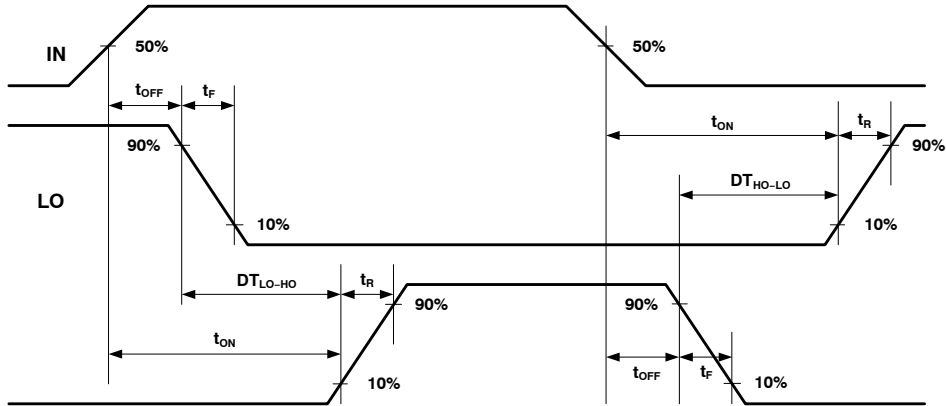 IN
50%
50%
tOFF
tF
tON
tR
90%
90%
LO
DTHO-LO
10%
10%
DTLO-HO
tR
90%
90%
tON
10%
tOFF
tF
10%